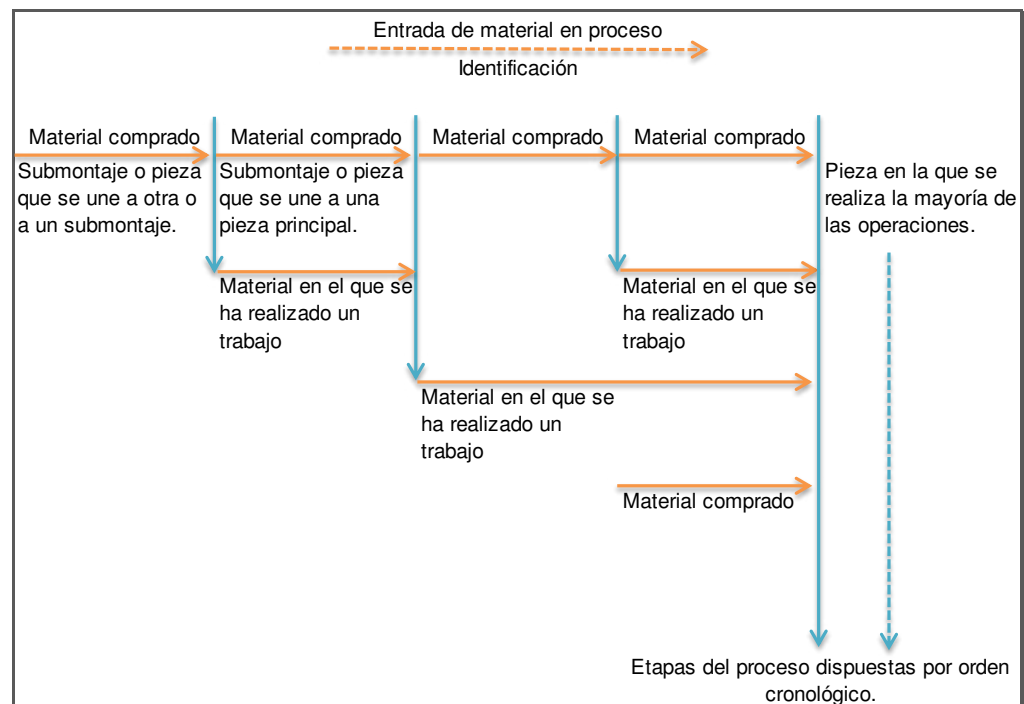 Entrada de material en proceso
Identificación
Material comprado
Material comprado
Material comprado
Material comprado
Submontaje o pieza
que se une a otra o
a un submontaje.
Submontaje o pieza
que se une a una
pieza principal.
Pieza en la que se
realiza la mayoría de
las operaciones.
Material en el que se
ha realizado un
trabajo
Material en el que se
ha realizado un
trabajo
Material en el que se
ha realizado un
trabajo
Material comprado
Etapas del proceso dispuestas por orden
cronológico.